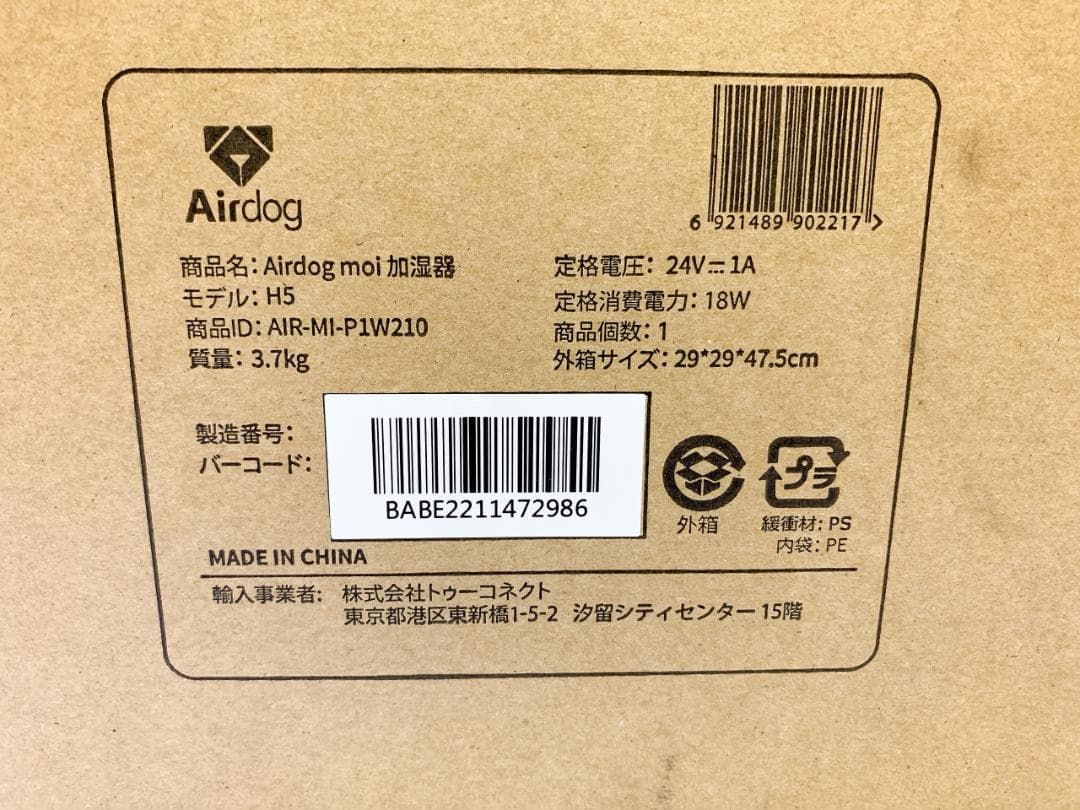 Airdog
6 921489 902217 >
商品名: Airdog moi 加湿器
モデル: H5
商品ID: AIR-MI-P1W210
質量: 3.7kg
定格電圧: 24V⎓1A
定格消費電力: 18W
商品個数: 1
外箱サイズ: 29*29*47.5cm
製造番号:
バーコード:
BABE2211472986
外箱
プラ
緩衝材: PS
内袋: PE
MADE IN CHINA
輸入事業者: 株式会社トゥーコネクト
東京都港区東新橋1-5-2 汐留シティセンター 15階